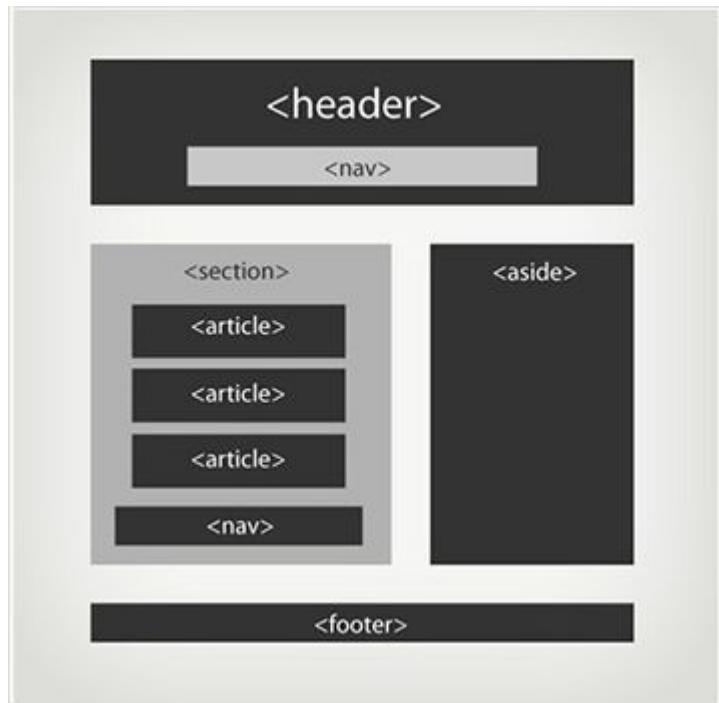 <header>
<nav>
<section>
<article>
<article>
<article>
<nav>
<aside>
<footer>